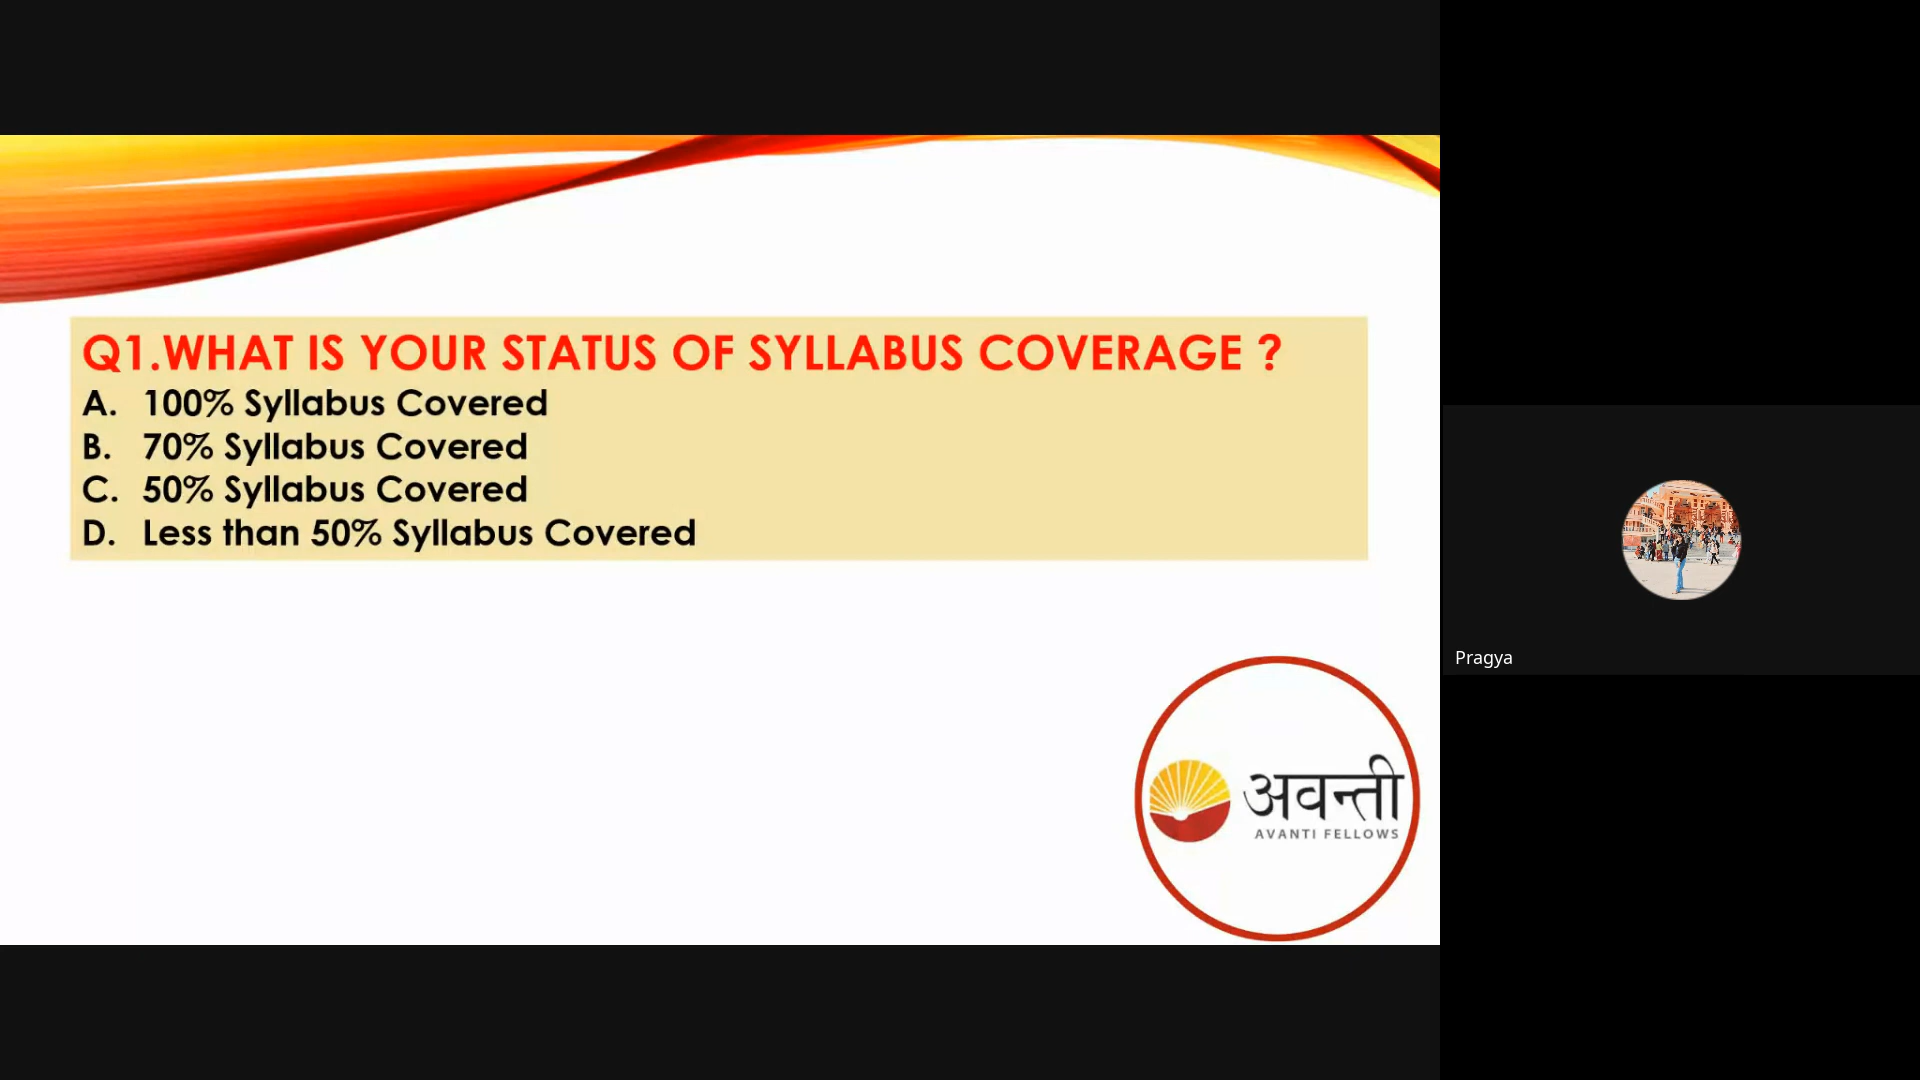 Q1.WHAT IS YOUR STATUS OF SYLLABUS COVERAGE ?
A. 100% Syllabus Covered
B. 70% Syllabus Covered
C. 50% Syllabus Covered
D. Less than 50% Syllabus Covered
अवन्ती
AVANTI FELLOWS
Pragya